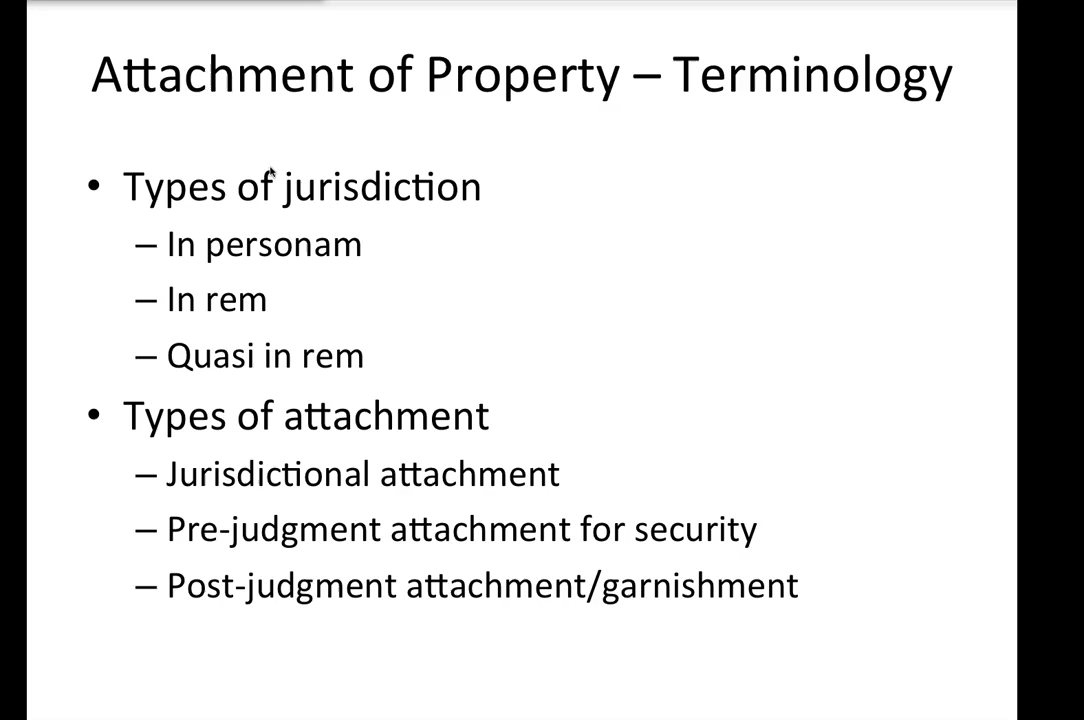 Attachment of Property – Terminology
• Types of jurisdiction
– In personam
– In rem
– Quasi in rem
• Types of attachment
– Jurisdictional attachment
– Pre-judgment attachment for security
– Post-judgment attachment/garnishment